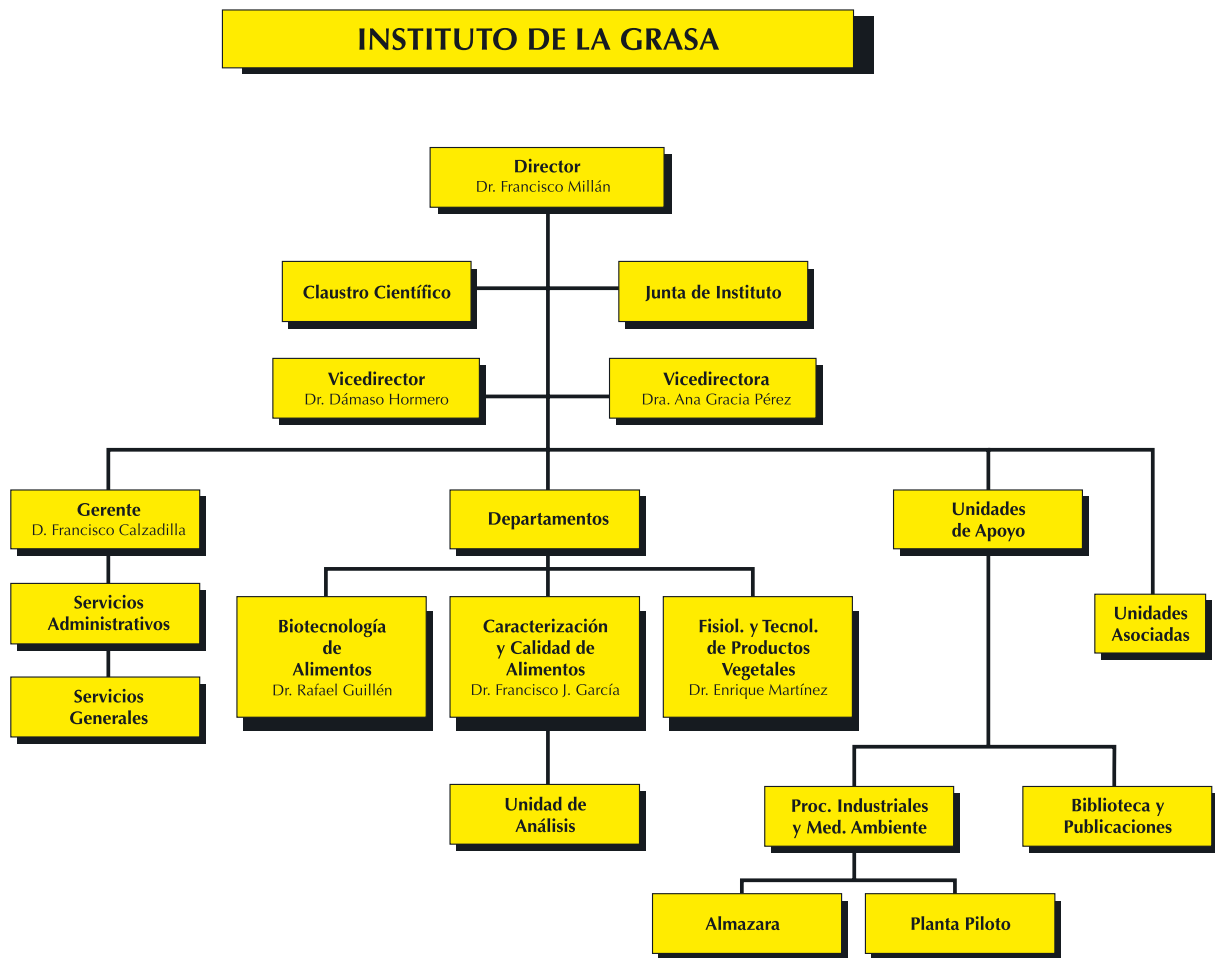 INSTITUTO DE LA GRASA
Director
Dr. Francisco Millán
Claustro Científico
Junta de Instituto
Vicedirector
Dr. Dámaso Hormero
Vicedirectora
Dra. Ana Gracia Pérez
Gerente
D. Francisco Calzadilla
Departamentos
Unidades
de Apoyo
Servicios
Administrativos
Servicios
Generales
Biotecnología
de
Alimentos
Dr. Rafael Guillén
Caracterización
y Calidad de
Alimentos
Dr. Francisco J. García
Fisiol. y Tecnol.
de Productos
Vegetales
Dr. Enrique Martínez
Unidades
Asociadas
Unidad de
Análisis
Proc. Industriales
y Med. Ambiente
Biblioteca y
Publicaciones
Almazara
Planta Piloto